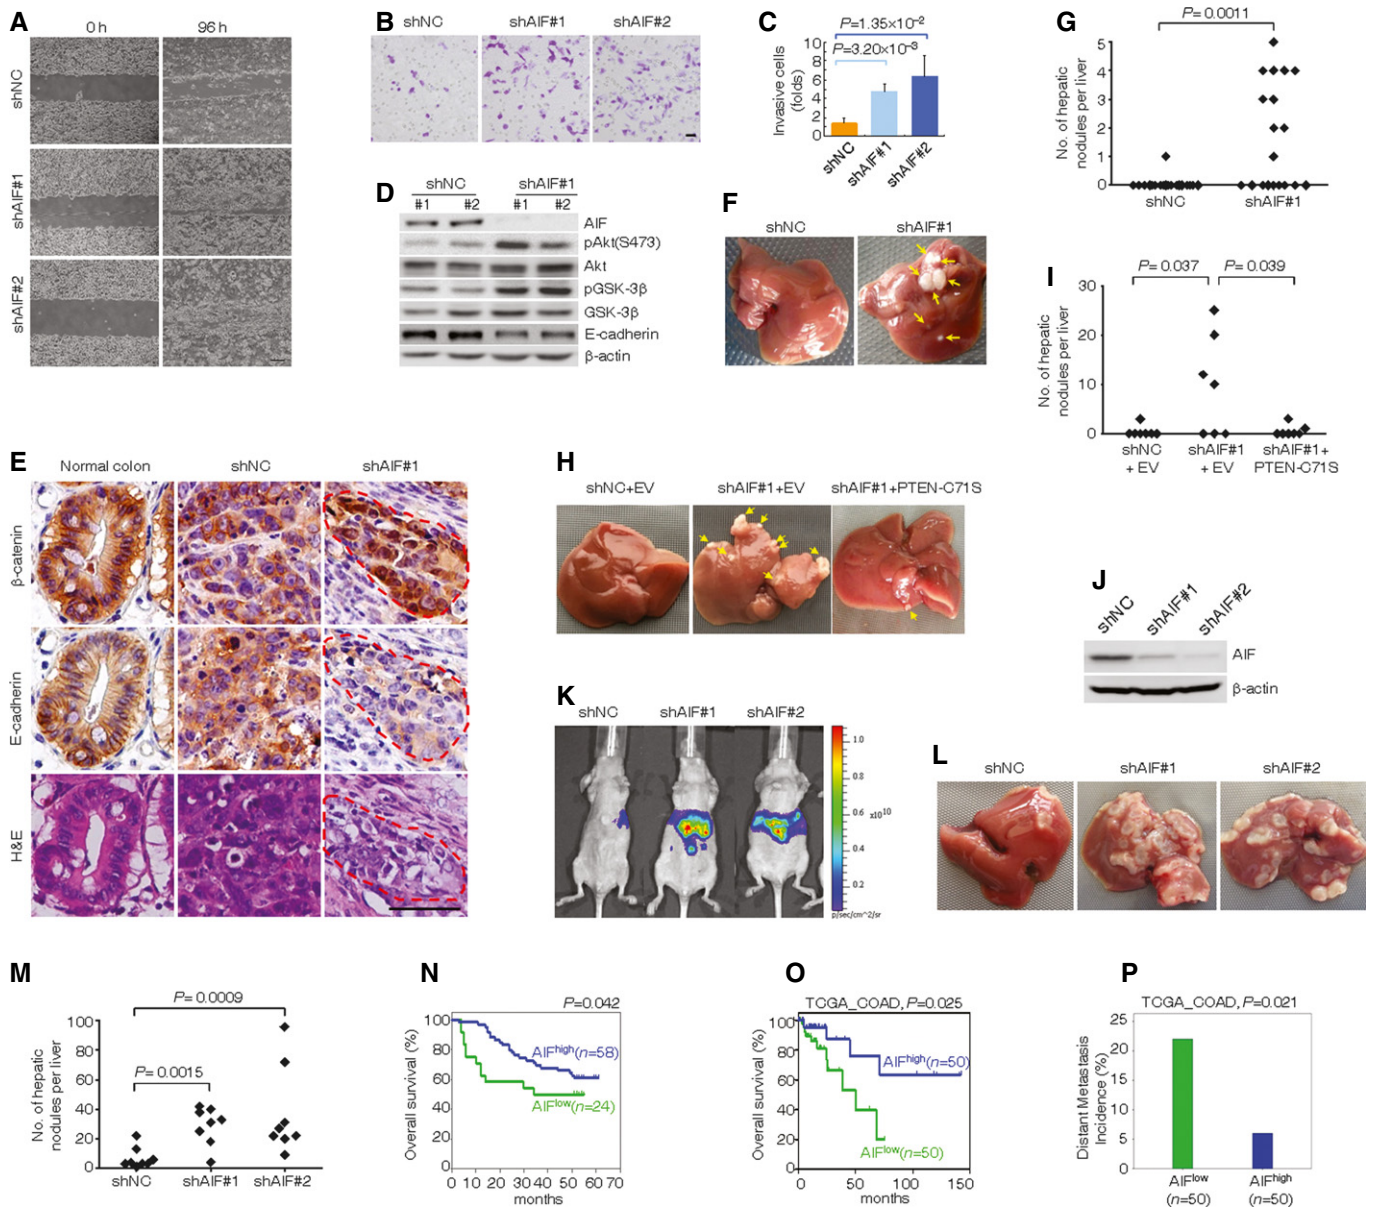 A
0 h
96 h
shNC
shAIF#1
shAIF#2
B
shNC
shAIF#1
shAIF#2
C
P=1.35×10⁻²
P=3.20×10⁻³
Invasive cells
(folds)
10
8
6
4
2
0
shNC
shAIF#1
shAIF#2
D
shNC
shAIF#1
#1
#2
#1
#2
AIF
pAkt(S473)
Akt
pGSK-3β
GSK-3β
E-cadherin
β-actin
E
Normal colon
shNC
shAIF#1
β-catenin
E-cadherin
H&E
F
shNC
shAIF#1
G
P= 0.0011
No. of hepatic
nodules per liver
5
4
3
2
1
0
shNC
shAIF#1
H
shNC+EV
shAIF#1+EV
shAIF#1+PTEN-C71S
I
P= 0.037
P= 0.039
No. of hepatic
nodules per liver
30
20
10
0
shNC
+ EV
shAIF#1
+ EV
shAIF#1+
PTEN-C71S
J
shNC
shAIF#1
shAIF#2
AIF
β-actin
K
shNC
shAIF#1
shAIF#2
1.0
0.8
0.6
x10¹⁰
0.4
0.2
p/sec/cm^2/sr
L
shNC
shAIF#1
shAIF#2
M
P= 0.0009
P= 0.0015
No. of hepatic
nodules per liver
100
80
60
40
20
0
shNC
shAIF#1
shAIF#2
N
P=0.042
Overall survival (%)
100
80
60
40
20
0
AIFʰⁱᵍʰ(n=58)
AIFˡᵒʷ(n=24)
0 10 20 30 40 50 60 70
months
O
TCGA_COAD, P=0.025
Overall survival (%)
100
80
60
40
20
0
AIFʰⁱᵍʰ(n=50)
AIFˡᵒʷ(n=50)
0 50 100 150
months
P
TCGA_COAD, P=0.021
Distant Metastasis
Incidence (%)
25
20
15
10
5
0
AIFˡᵒʷ
(n=50)
AIFʰⁱᵍʰ
(n=50)